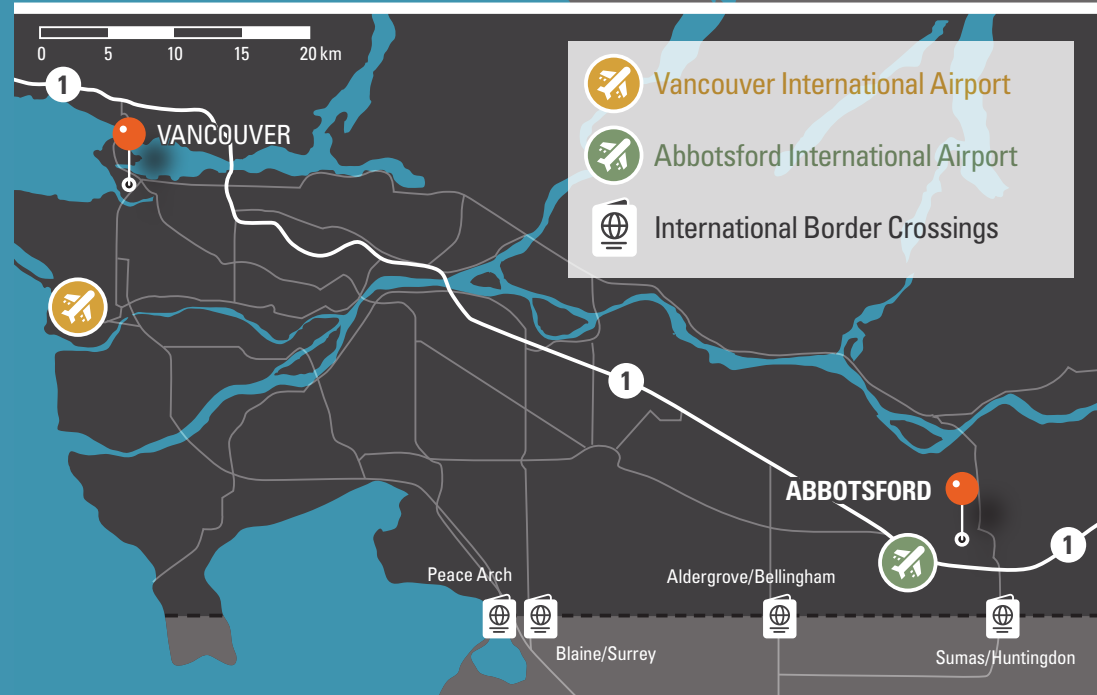 0 5 10 15 20 km
1
VANCOUVER
Vancouver International Airport
Abbotsford International Airport
International Border Crossings
1
ABBOTSFORD
1
Peace Arch
Aldergrove/Bellingham
Blaine/Surrey
Sumas/Huntingdon